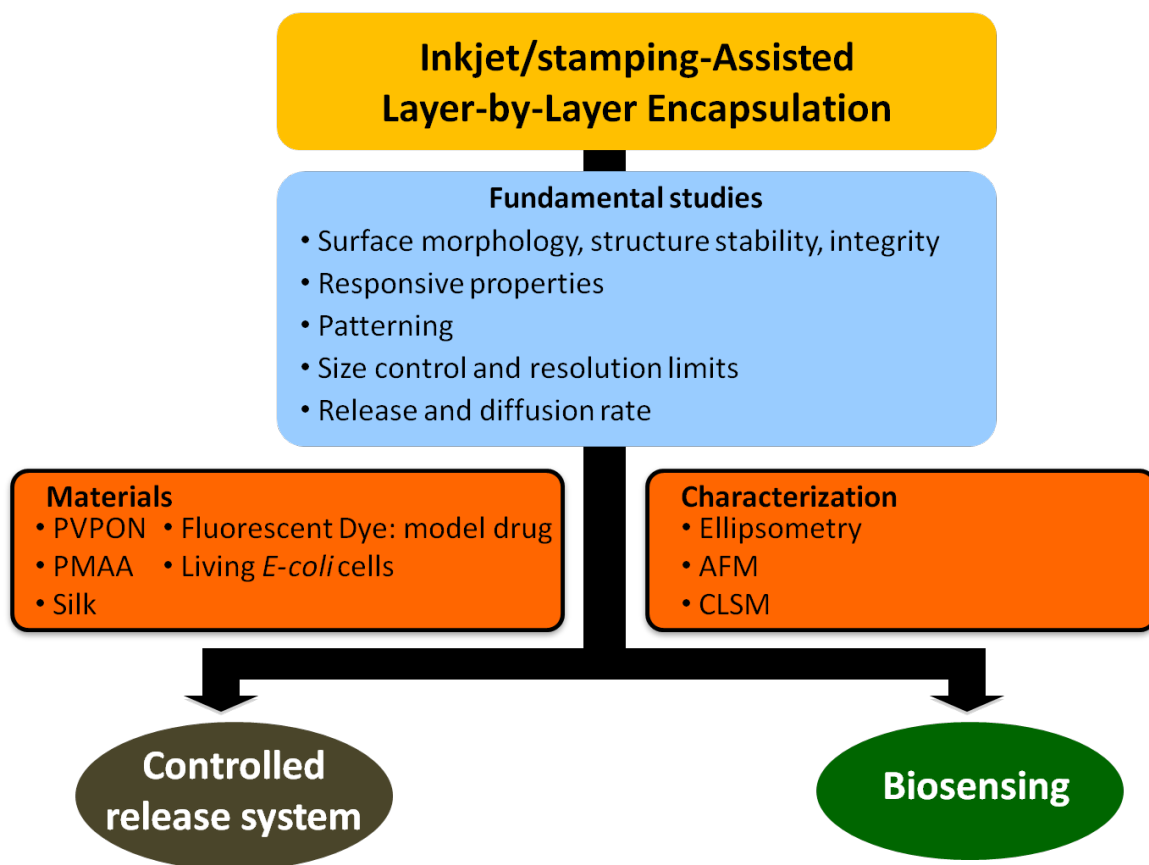 Inkjet/stamping-Assisted
Layer-by-Layer Encapsulation
Fundamental studies
• Surface morphology, structure stability, integrity
• Responsive properties
• Patterning
• Size control and resolution limits
• Release and diffusion rate
Materials
• PVPON • Fluorescent Dye: model drug
• PMAA • Living E-coli cells
• Silk
Characterization
• Ellipsometry
• AFM
• CLSM
Controlled
release system
Biosensing